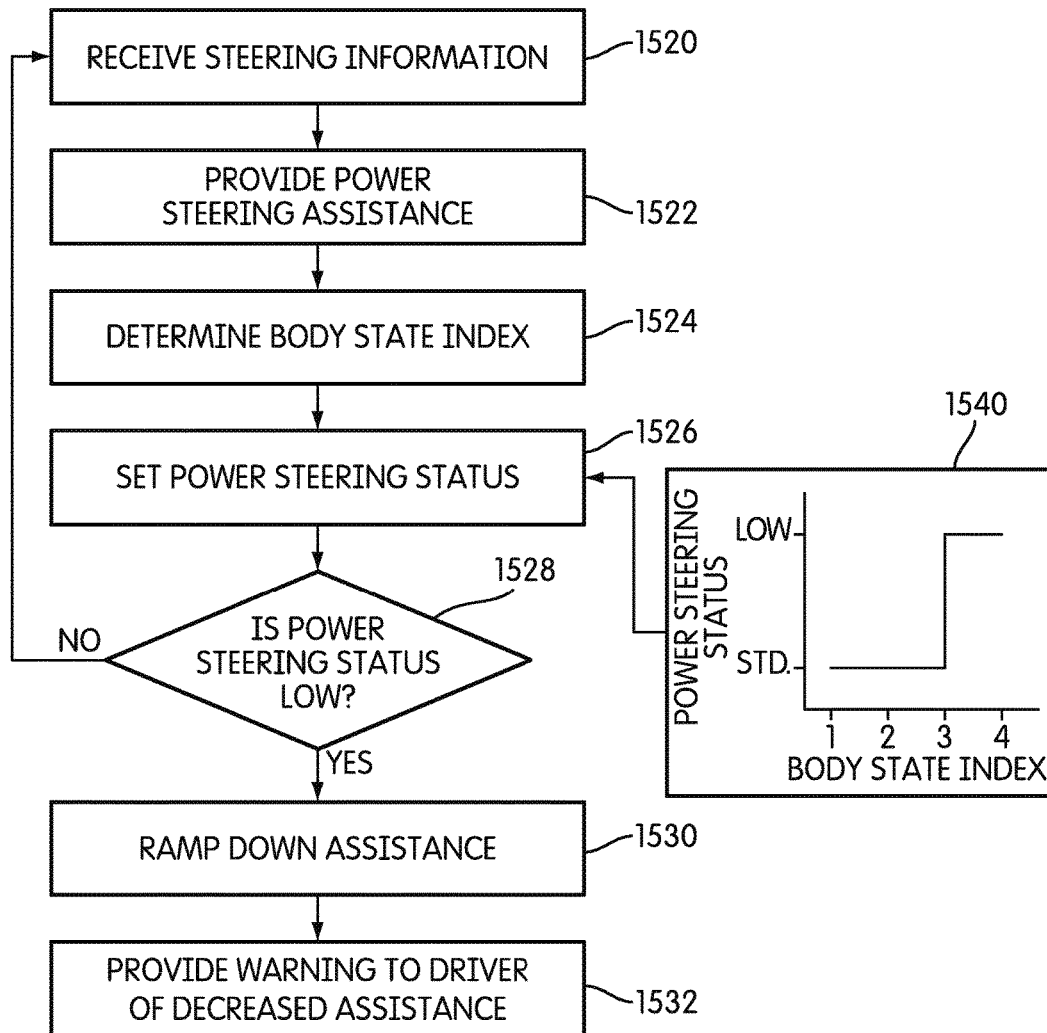 RECEIVE STEERING INFORMATION
1520
PROVIDE POWER
STEERING ASSISTANCE
1522
DETERMINE BODY STATE INDEX
1524
SET POWER STEERING STATUS
1526
1540
POWER STEERING
STATUS
LOW
STD.
1 2 3 4
BODY STATE INDEX
1528
IS POWER
STEERING STATUS
LOW?
NO
YES
RAMP DOWN ASSISTANCE
1530
PROVIDE WARNING TO DRIVER
OF DECREASED ASSISTANCE
1532